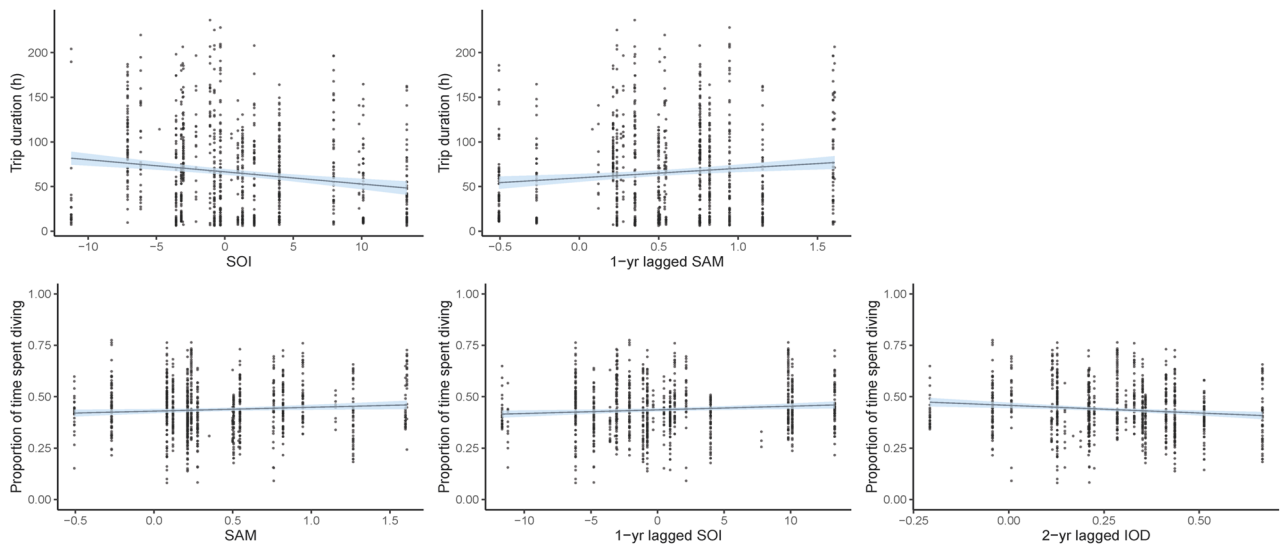 Trip duration (h)
200
150
100
50
0
−10 −5 0 5 10
SOI
Trip duration (h)
200
150
100
50
0
−0.5 0.0 0.5 1.0 1.5
1−yr lagged SAM
Proportion of time spent diving
1.00
0.75
0.50
0.25
0.00
−0.5 0.0 0.5 1.0 1.5
SAM
Proportion of time spent diving
1.00
0.75
0.50
0.25
0.00
−10 −5 0 5 10
1−yr lagged SOI
Proportion of time spent diving
1.00
0.75
0.50
0.25
0.00
−0.25 0.00 0.25 0.50
2−yr lagged IOD